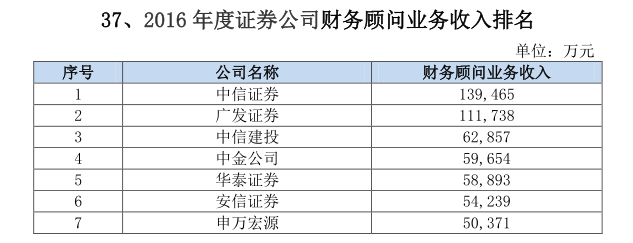 37、2016 年度证券公司财务顾问业务收入排名
单位：万元
序号 公司名称 财务顾问业务收入
1 中信证券 139,465
2 广发证券 111,738
3 中信建投 62,857
4 中金公司 59,654
5 华泰证券 58,893
6 安信证券 54,239
7 申万宏源 50,371